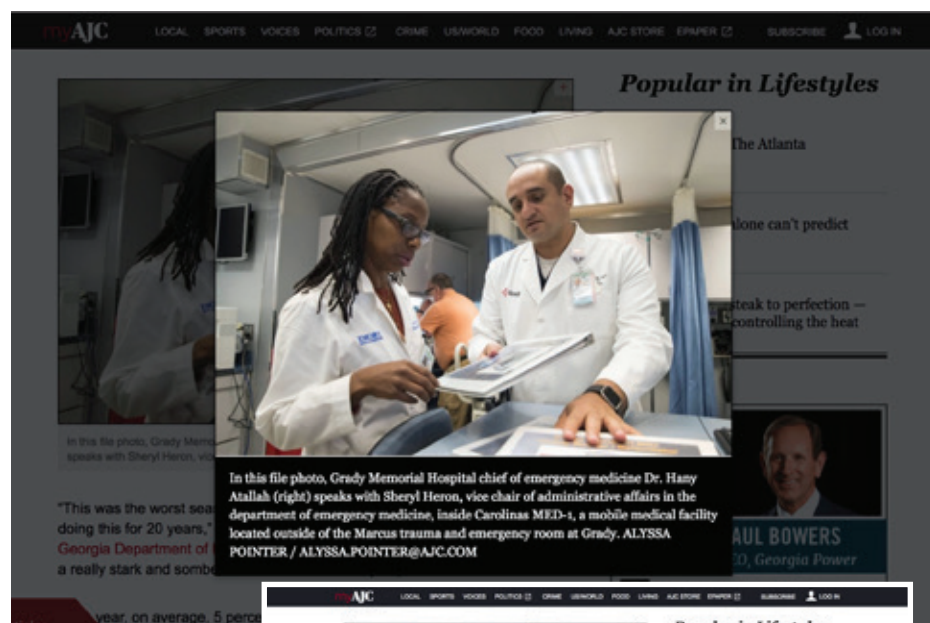 myAJC LOCAL SPORTS VOICES POLITICS CRIME US/WORLD FOOD LIVING AJC STORE EPAPER SUBSCRIBE LOG IN
Popular in Lifestyles
The Atlanta
alone can't predict
steak to perfection —
controlling the heat
In this file photo, Grady Memo
speaks with Sheryl Heron, vic
EMORY
In this file photo, Grady Memorial Hospital chief of emergency medicine Dr. Hany
Atallah (right) speaks with Sheryl Heron, vice chair of administrative affairs in the
department of emergency medicine, inside Carolinas MED-1, a mobile medical facility
located outside of the Marcus trauma and emergency room at Grady. ALYSSA
POINTER / ALYSSA.POINTER@AJC.COM
"This was the worst sea
doing this for 20 years,"
Georgia Department of
a really stark and sombe
year, on average, 5 perce
AUL BOWERS
EO, Georgia Power
myAJC LOCAL SPORTS VOICES POLITICS CRIME US/WORLD FOOD LIVING AJC STORE EPAPER SUBSCRIBE LOG IN